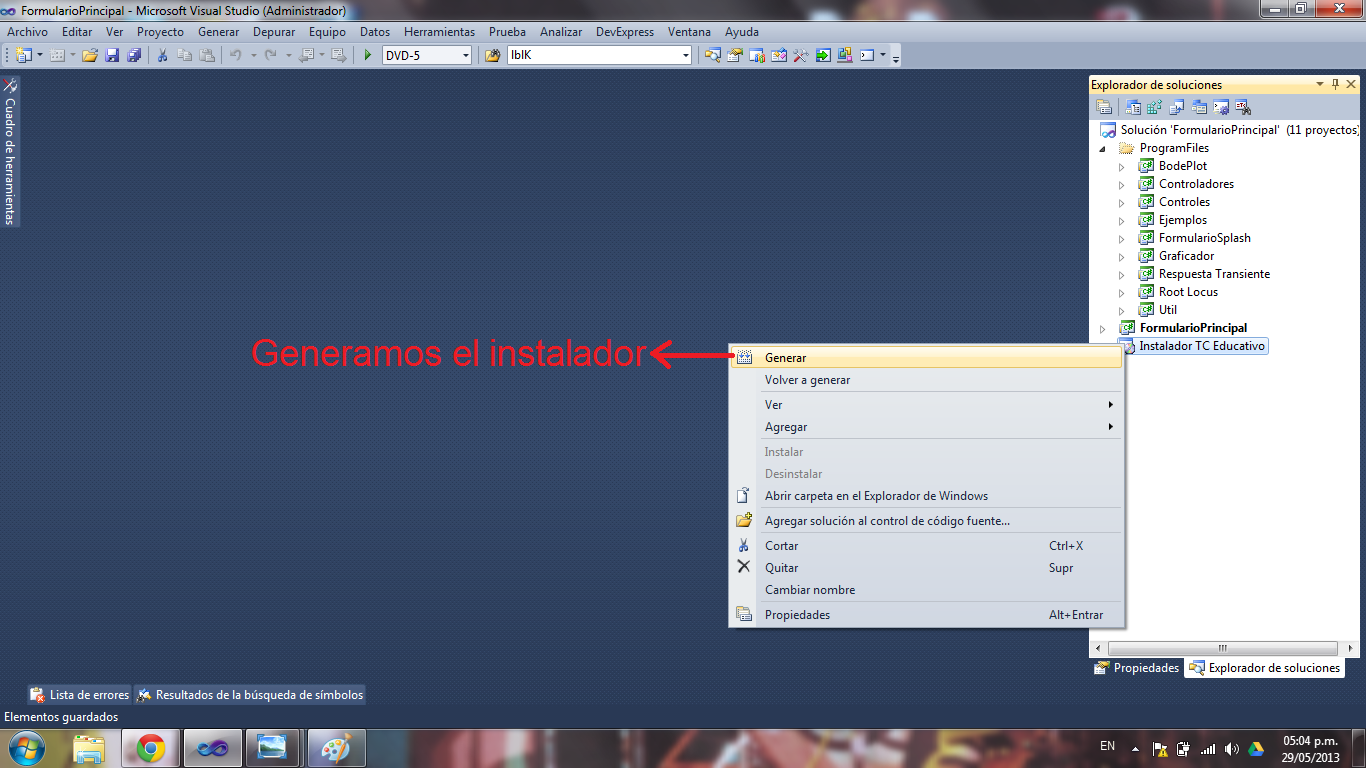 FormularioPrincipal - Microsoft Visual Studio (Administrador)
Archivo Editar Ver Proyecto Generar Depurar Equipo Datos Herramientas Prueba Analizar DevExpress Ventana Ayuda
DVD-5 lblK
Cuadro de herramientas
Explorador de soluciones
Solución 'FormularioPrincipal' (11 proyectos)
ProgramFiles
BodePlot
Controladores
Controles
Ejemplos
FormularioSplash
Graficador
Respuesta Transiente
Root Locus
Util
FormularioPrincipal
Instalador TC Educativo
Generamos el instalador
Generar
Volver a generar
Ver
Agregar
Instalar
Desinstalar
Abrir carpeta en el Explorador de Windows
Agregar solución al control de código fuente...
Cortar Ctrl+X
Quitar Supr
Cambiar nombre
Propiedades Alt+Entrar
Propiedades Explorador de soluciones
Lista de errores Resultados de la búsqueda de símbolos
Elementos guardados
EN
05:04 p.m.
29/05/2013